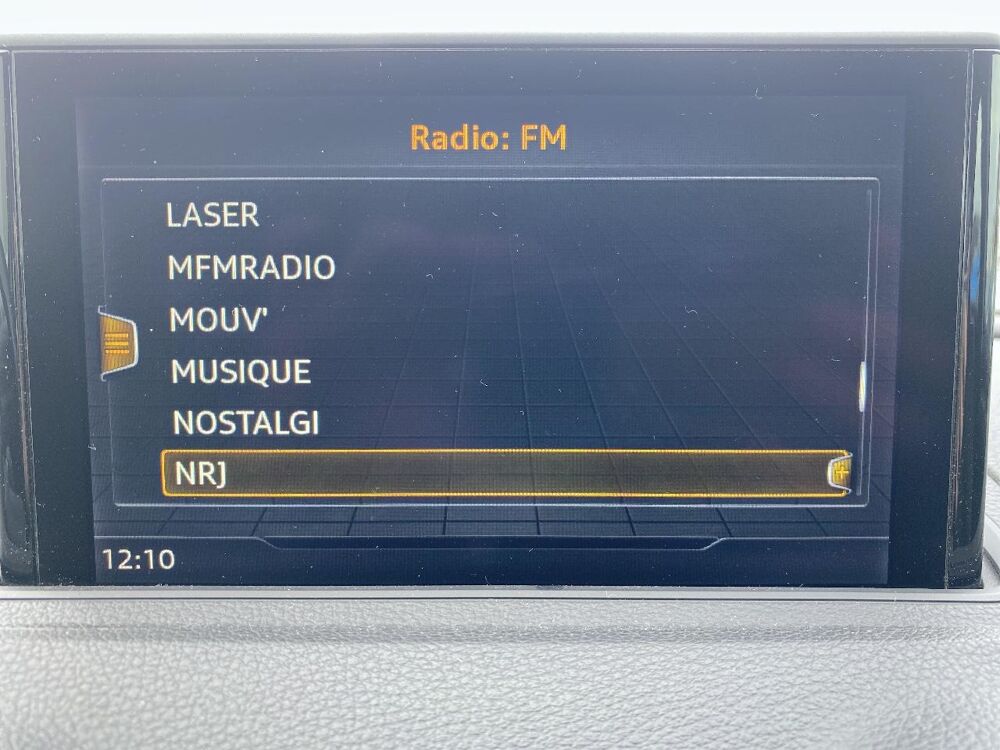 Radio: FM
LASER
MFMRADIO
MOUV'
MUSIQUE
NOSTALGI
NRJ
12:10